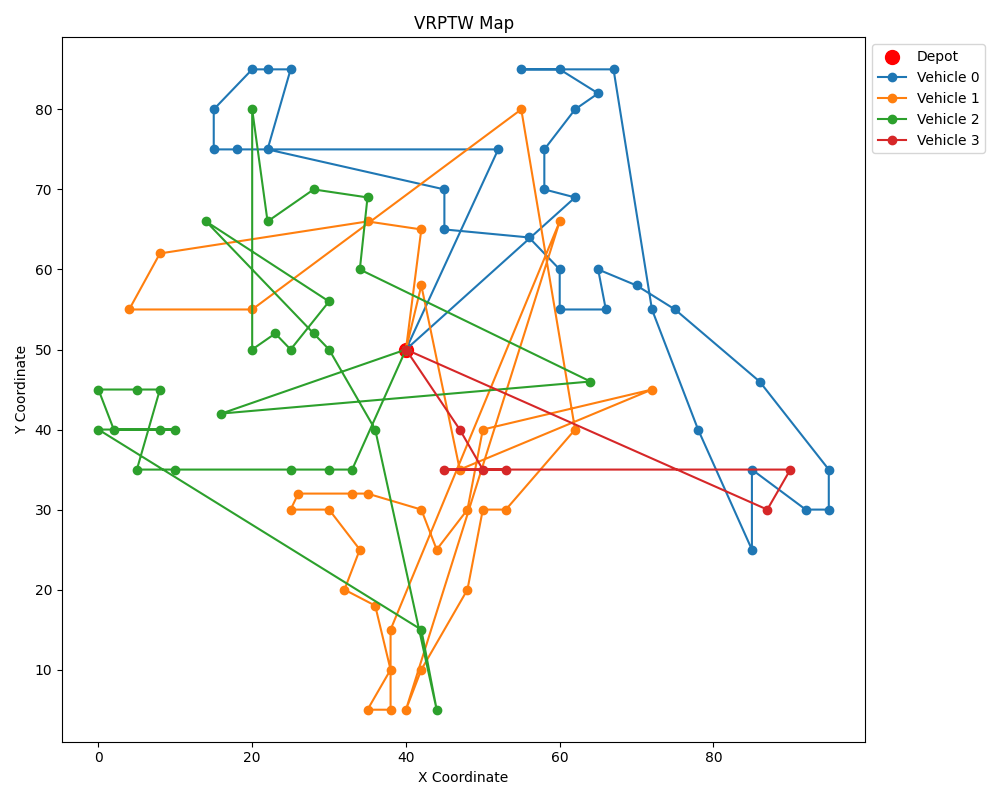 VRPTW Map
Depot
Vehicle 0
Vehicle 1
Vehicle 2
Vehicle 3
Y Coordinate
80
70
60
50
40
30
20
10
0
20
40
60
80
X Coordinate